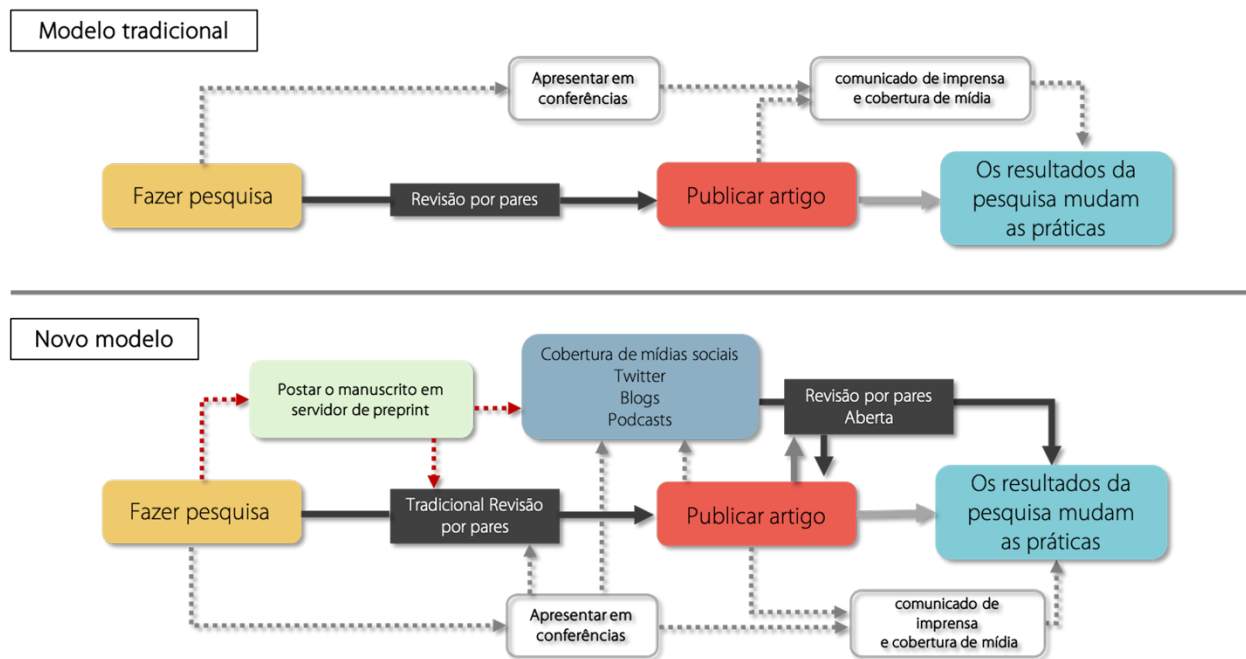 Modelo tradicional
Apresentar em
conferências
comunicado de imprensa
e cobertura de mídia
Fazer pesquisa
Revisão por pares
Publicar artigo
Os resultados da
pesquisa mudam
as práticas
Novo modelo
Postar o manuscrito em
servidor de preprint
Cobertura de mídias sociais
Twitter
Blogs
Podcasts
Revisão por pares
Aberta
Fazer pesquisa
Tradicional Revisão
por pares
Publicar artigo
Os resultados da
pesquisa mudam
as práticas
Apresentar em
conferências
comunicado de
imprensa
e cobertura de mídia